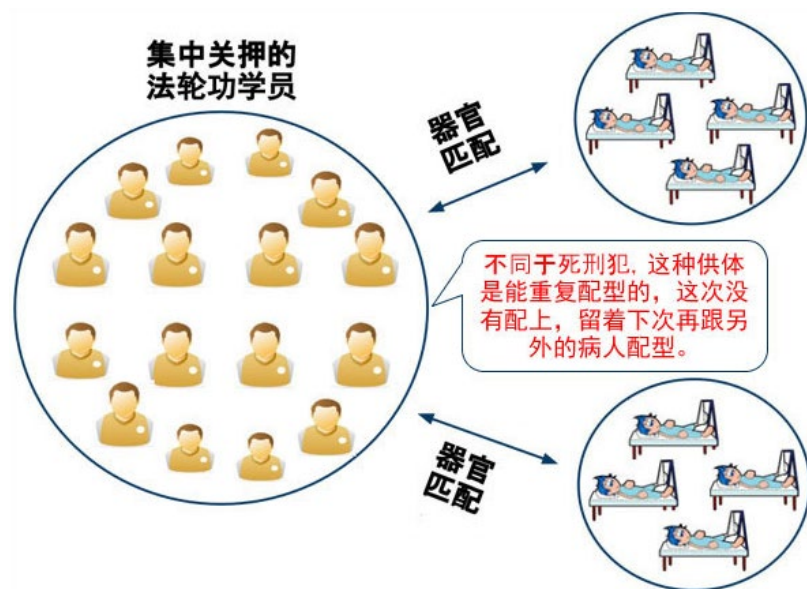 集中关押的
法轮功学员
器官
匹配
不同于死刑犻，这种供体
是能重复配型的，这次没
有配上，留着下次再跟另
外的病人配型。
器官
匹配